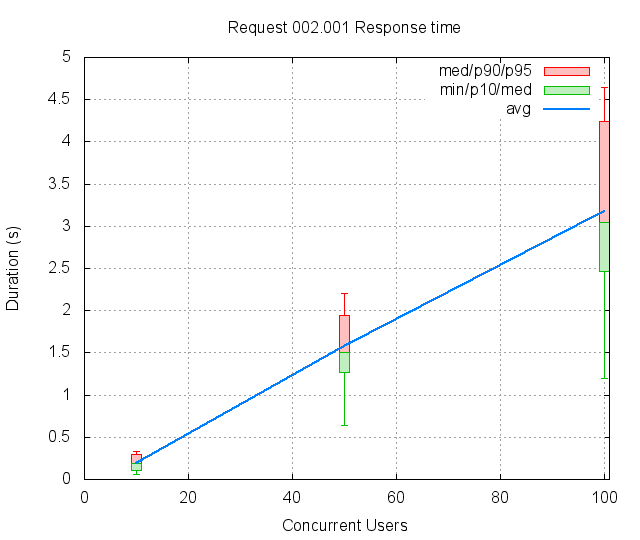 Request 002.001 Response time
5
4.5
4
3.5
3
2.5
2
1.5
1
0.5
0
Duration (s)
med/p90/p95
min/p10/med
avg
0 20 40 60 80 100
Concurrent Users